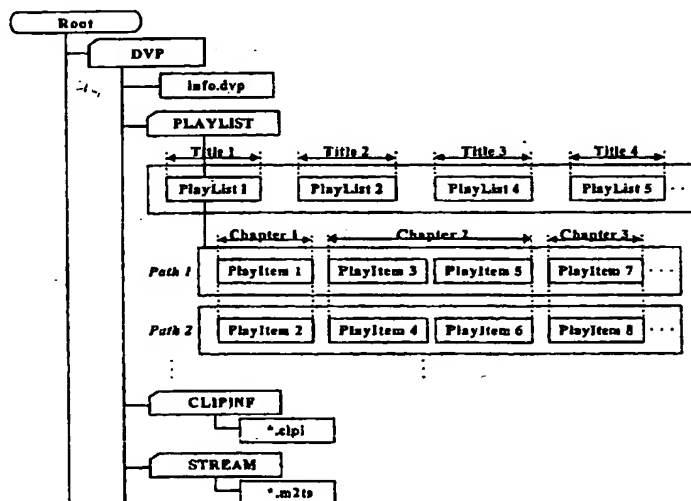 Root
DVP
info.dvp
PLAYLIST
Title 1 Title 2 Title 3 Title 4
PlayList 1 PlayList 2 PlayList 4 PlayList 5 ...
Chapter 1 Chapter 2 Chapter 3
Path 1 PlayItem 1 PlayItem 3 PlayItem 5 PlayItem 7 ...
Path 2 PlayItem 2 PlayItem 4 PlayItem 6 PlayItem 8 ...
CLIPINF
*.clpi
STREAM
*.m2ts